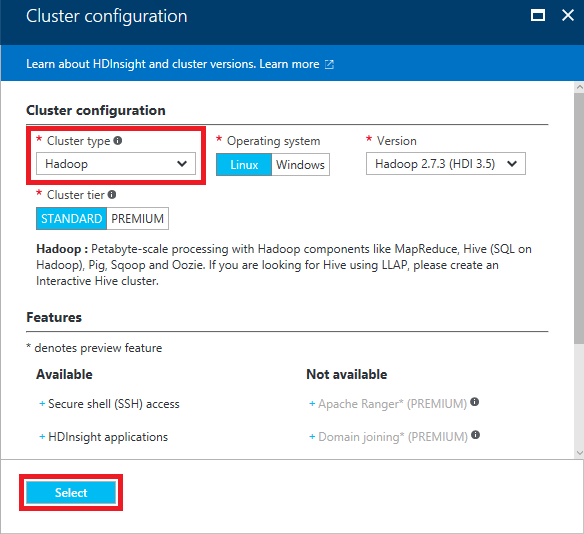 Cluster configuration
Learn about HDInsight and cluster versions. Learn more
Cluster configuration
* Cluster type * Operating system * Version
Hadoop Linux Windows Hadoop 2.7.3 (HDI 3.5)
* Cluster tier
STANDARD PREMIUM
Hadoop : Petabyte-scale processing with Hadoop components like MapReduce, Hive (SQL on
Hadoop), Pig, Sqoop and Oozie. If you are looking for Hive using LLAP, please create an
Interactive Hive cluster.
Features
* denotes preview feature
Available Not available
+ Secure shell (SSH) access + Apache Ranger* (PREMIUM)
+ HDInsight applications + Domain joining* (PREMIUM)
Select